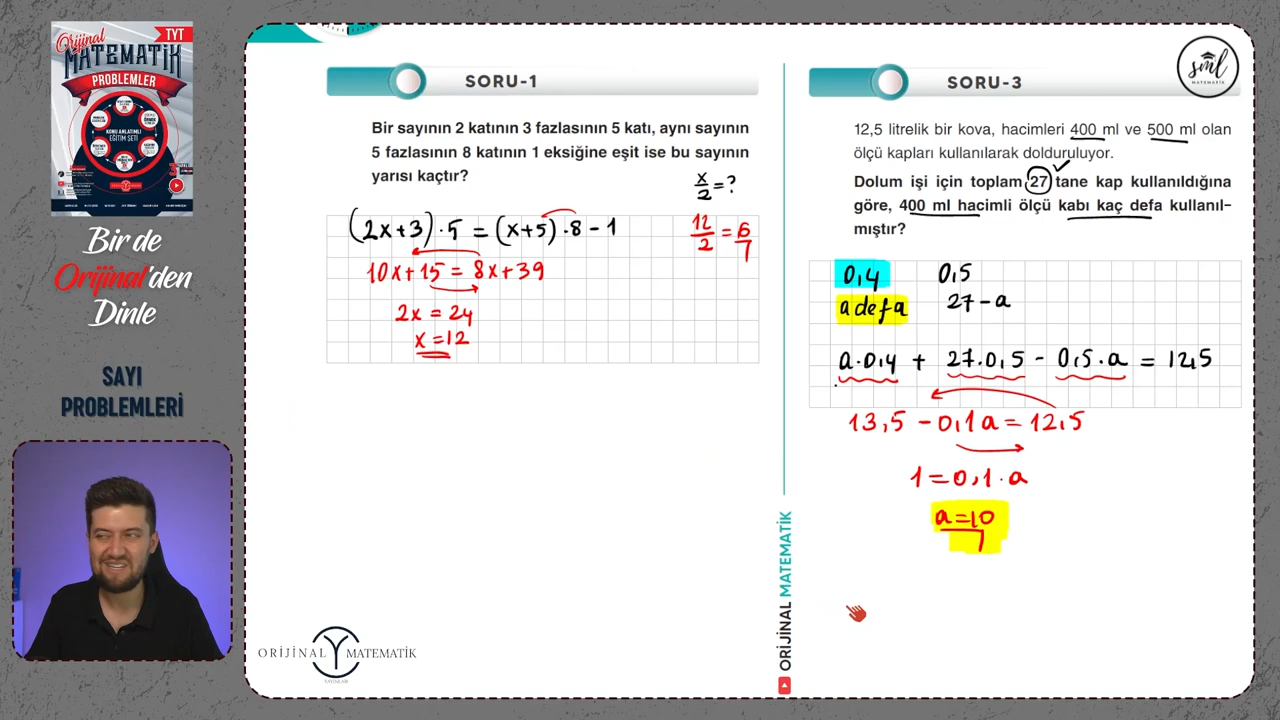 Orijinal
TYT
MATEMATİK
PROBLEMLER
KONU ANLATIMLI
EĞİTİM SETİ
Bir de
Orijinal'den
Dinle
SAYI
PROBLEMLERİ
SORU-1
Bir sayının 2 katının 3 fazlasının 5 katı, aynı sayının
5 fazlasının 8 katının 1 eksiğine eşit ise bu sayının
yarısı kaçtır?
x/2 = ?
(2x+3)·5 = (x+5)·8 - 1
12/2 = 6
10x+15 = 8x+39
2x = 24
x = 12
ORİJİNAL MATEMATİK
YAYINLARI
ORİJİNAL MATEMATİK
SORU-3
sml
MATEMATİK
12,5 litrelik bir kova, hacimleri 400 ml ve 500 ml olan
ölçü kapları kullanılarak dolduruluyor.
Dolum işi için toplam 27 tane kap kullanıldığına
göre, 400 ml hacimli ölçü kabı kaç defa kullanıl-
mıştır?
0,4 0,5
a defa 27-a
a·0,4 + 27·0,5 - 0,5·a = 12,5
13,5 - 0,1a = 12,5
1 = 0,1·a
a = 10